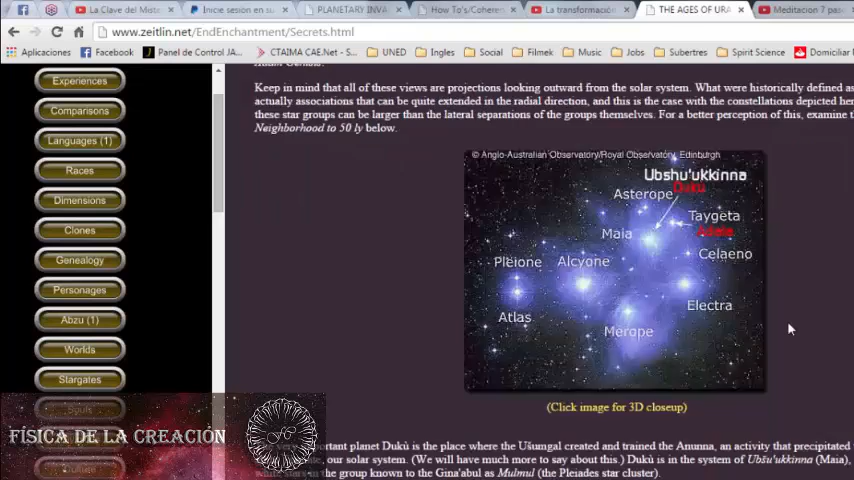 La Clave del Miste
Inicie sesión en su
PLANETARY INVA
How To's/Coheren
La transformació
THE AGES OF URA
Meditacion 7 pas
www.zeitlin.net/EndEnchantment/Secrets.html
Aplicaciones
Facebook
Panel de Control JA...
CTAIMA CAE.Net - S...
UNED
Ingles
Social
Filmek
Music
Jobs
Subertres
Spirit Science
Domiciliar
Experiences
Comparisons
Languages (1)
Races
Dimensions
Clones
Genealogy
Personages
Abzu (1)
Worlds
Stargates
Keep in mind that all of these views are projections looking outward from the solar system. What were historically defined as
actually associations that can be quite extended in the radial direction, and this is the case with the constellations depicted her
these star groups can be larger than the lateral separations of the groups themselves. For a better perception of this, examine th
Neighborhood to 50 ly below.
© Anglo-Australian Observatory/Royal Observatory, Edinburgh
Ubshu'ukkinna
Duku
Asterope
Taygeta
Adara
Maia
Celaeno
Pleione
Alcyone
Electra
Atlas
Merope
(Click image for 3D closeup)
FÍSICA DE LA CREACIÓN
ortant planet Dukù is the place where the Ušumgal created and trained the Anunna, an activity that precipitated
our solar system. (We will have much more to say about this.) Dukù is in the system of Ubšu'ukkinna (Maia),
in the group known to the Gina'abul as Mulmul (the Pleiades star cluster).